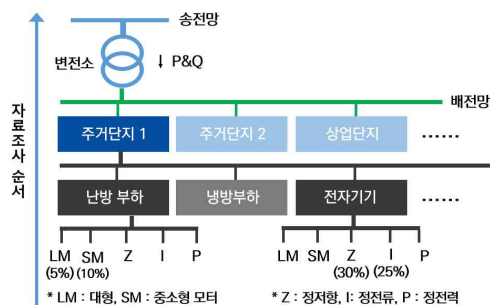 송전망
변전소
↓ P&Q
배전망
자료조사 순서
주거단지 1
주거단지 2
상업단지
......
난방 부하
냉방부하
전자기기
......
LM SM Z I P
(5%) (10%)
LM SM Z I P
(30%) (25%)
* LM : 대형, SM : 중소형 모터
* Z : 정저항, I: 정전류, P : 정전력